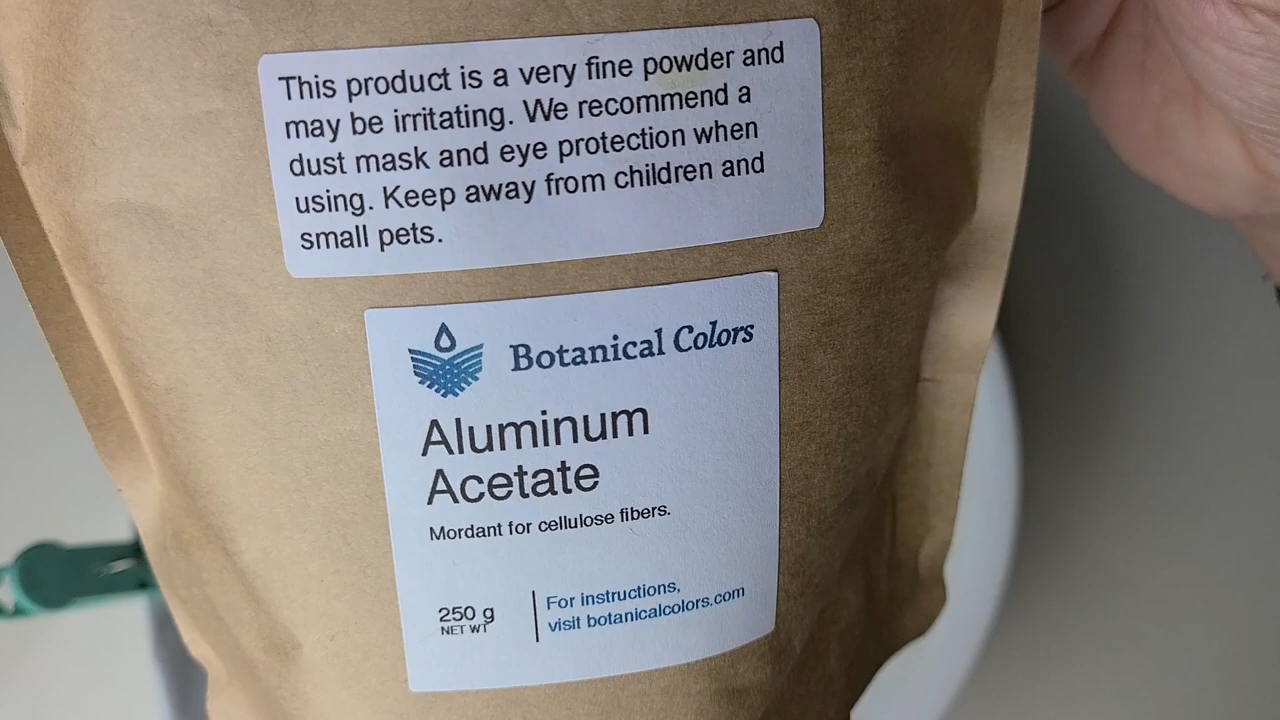 This product is a very fine powder and
may be irritating. We recommend a
dust mask and eye protection when
using. Keep away from children and
small pets.
Botanical Colors
Aluminum
Acetate
Mordant for cellulose fibers.
250 g
NET WT
For instructions,
visit botanicalcolors.com